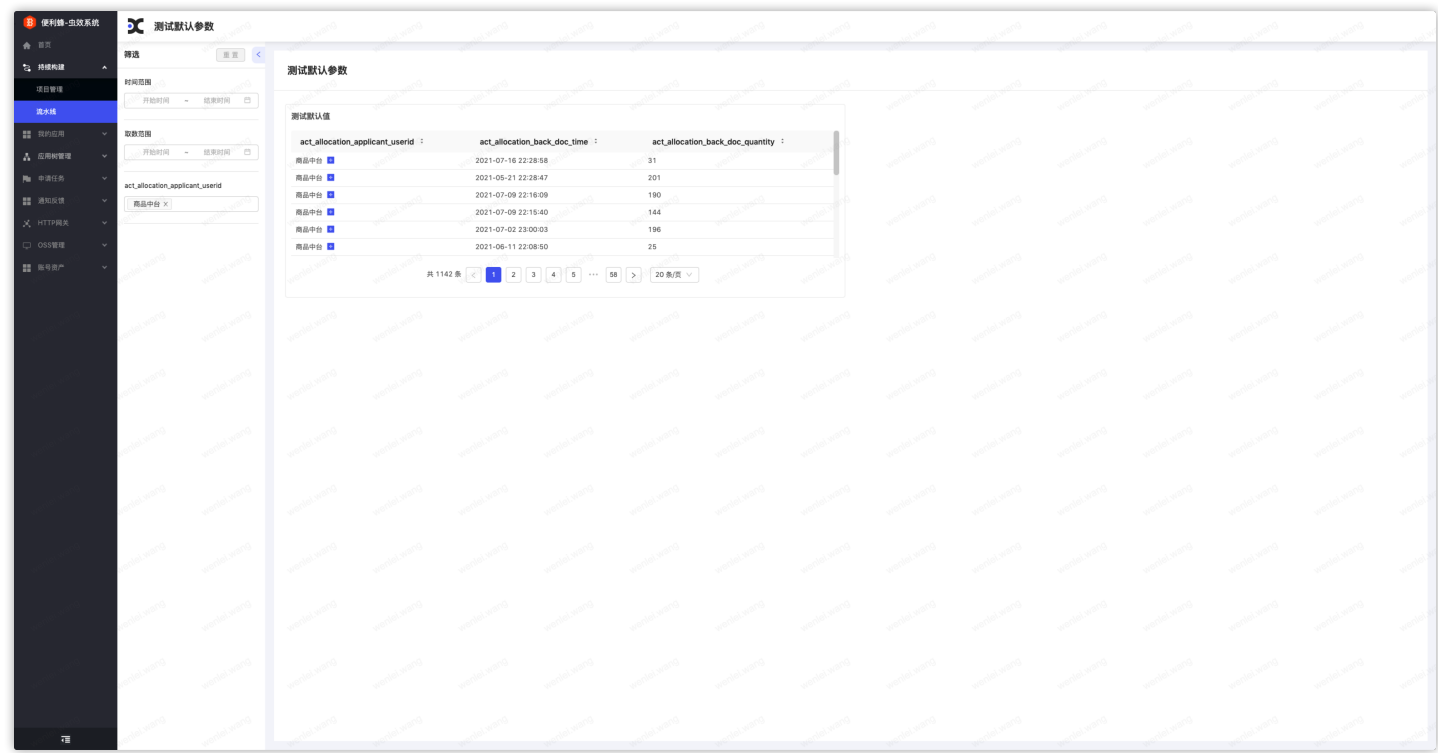 便利蜂-虫效系统
首页
持续构建
项目管理
流水线
我的应用
应用树管理
申请任务
通知反馈
HTTP网关
OSS管理
账号资产
测试默认参数
筛选
重置
时间范围
开始时间 ~ 结束时间
取数范围
开始时间 ~ 结束时间
act_allocation_applicant_userid
商品中台 ×
测试默认参数
测试默认值
act_allocation_applicant_userid act_allocation_back_doc_time act_allocation_back_doc_quantity
商品中台 + 2021-07-16 22:28:58 31
商品中台 + 2021-05-21 22:28:47 201
商品中台 + 2021-07-09 22:16:09 190
商品中台 + 2021-07-09 22:15:40 144
商品中台 + 2021-07-02 23:00:03 196
商品中台 + 2021-06-11 22:08:50 25
共 1142 条 < 1 2 3 4 5 ··· 58 > 20 条/页